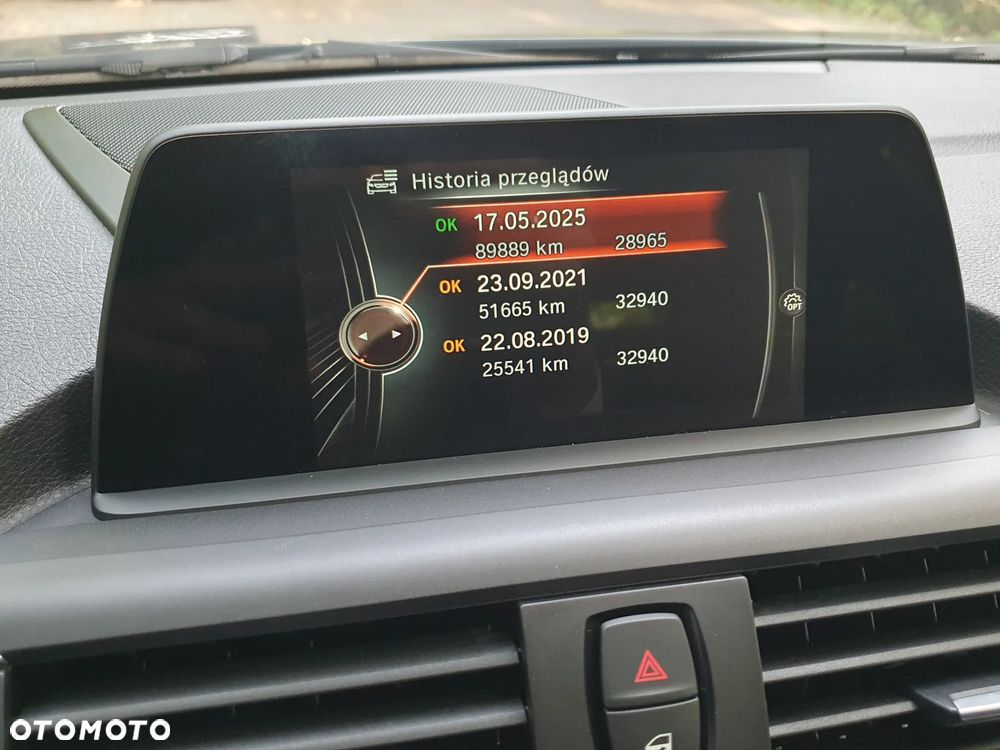 Historia przeglądów
OK 17.05.2025
89889 km 28965
OK 23.09.2021
51665 km 32940
OK 22.08.2019
25541 km 32940
OPT
OTOMOTO